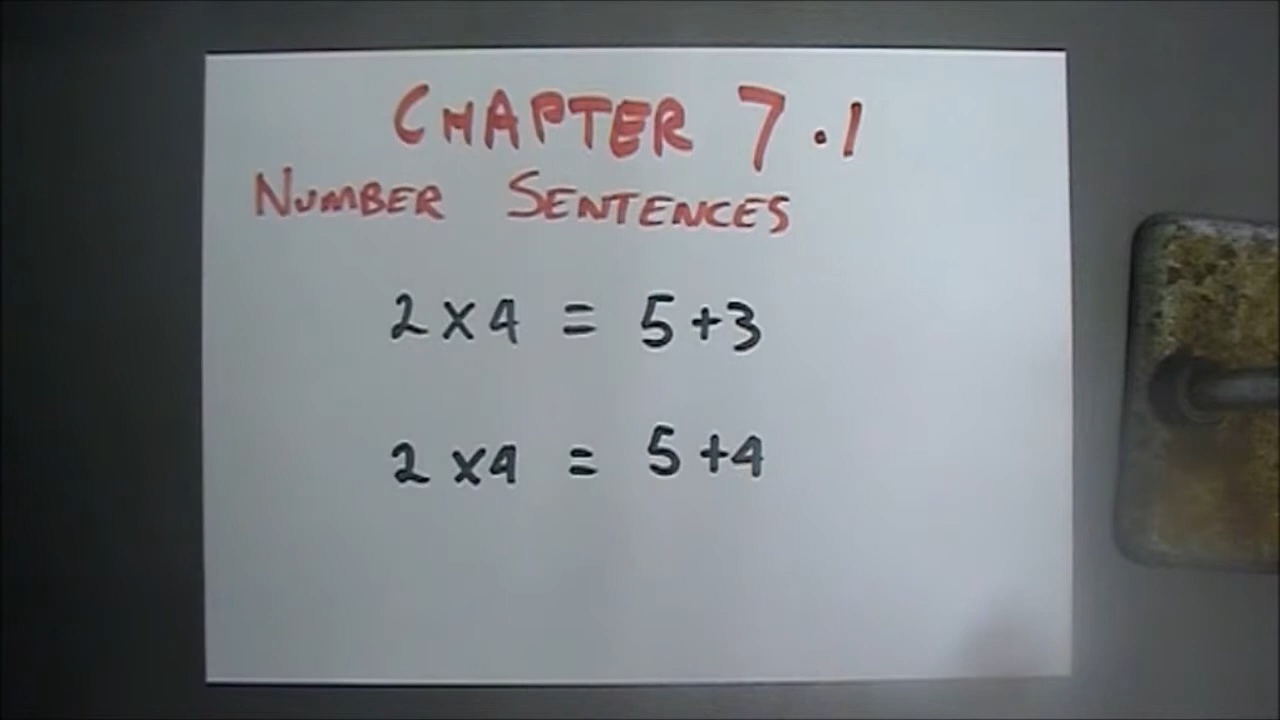 CHAPTER 7.1
NUMBER SENTENCES
2 × 4 = 5 + 3
2 × 4 = 5 + 4